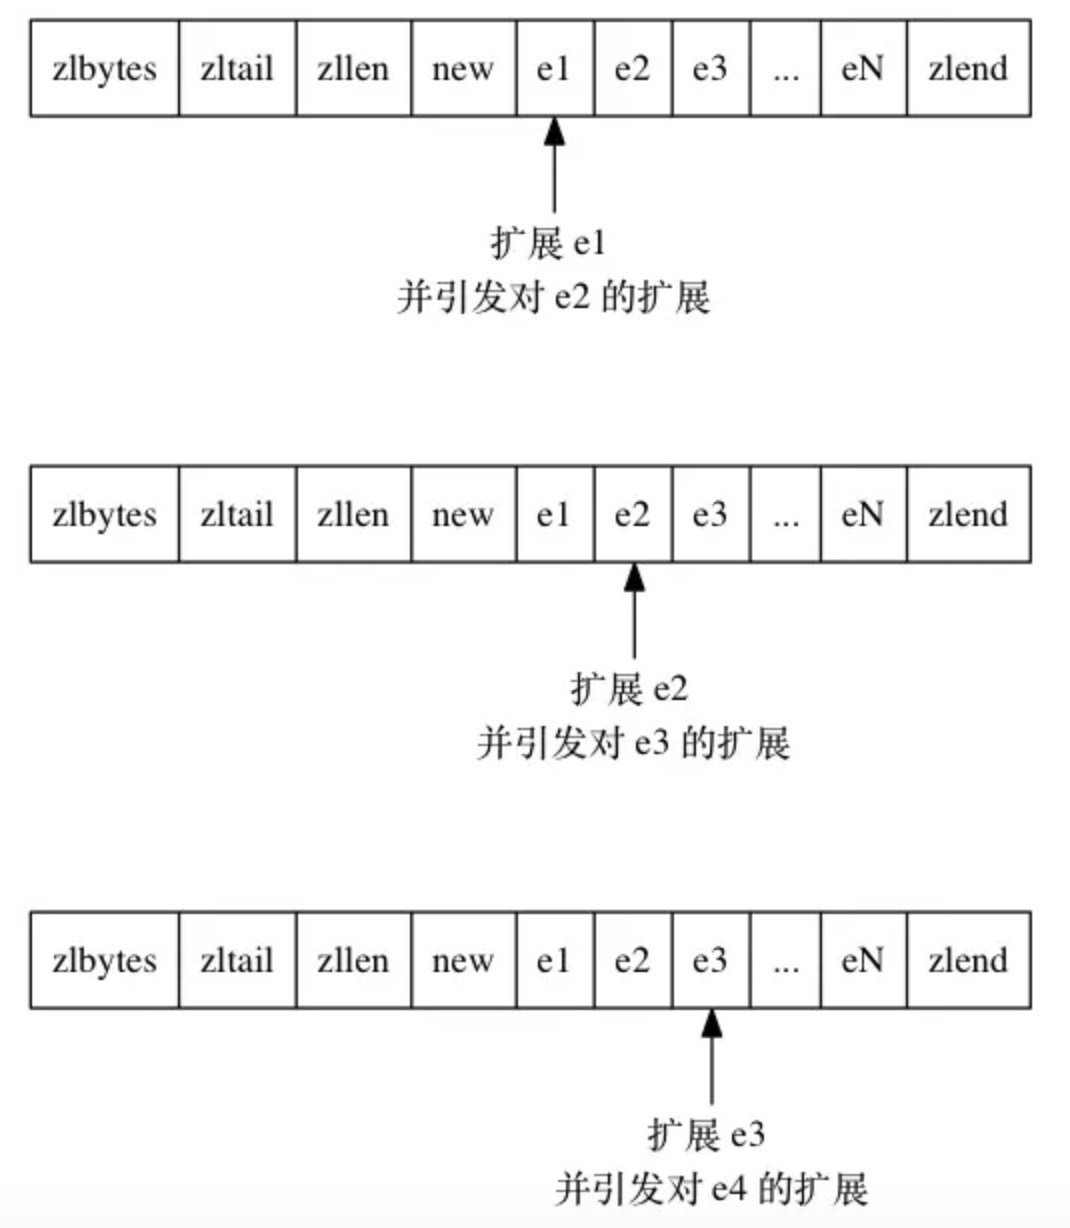 zlbytes zltail zllen new e1 e2 e3 ... eN zlend
扩展 e1
并引发对 e2 的扩展
zlbytes zltail zllen new e1 e2 e3 ... eN zlend
扩展 e2
并引发对 e3 的扩展
zlbytes zltail zllen new e1 e2 e3 ... eN zlend
扩展 e3
并引发对 e4 的扩展